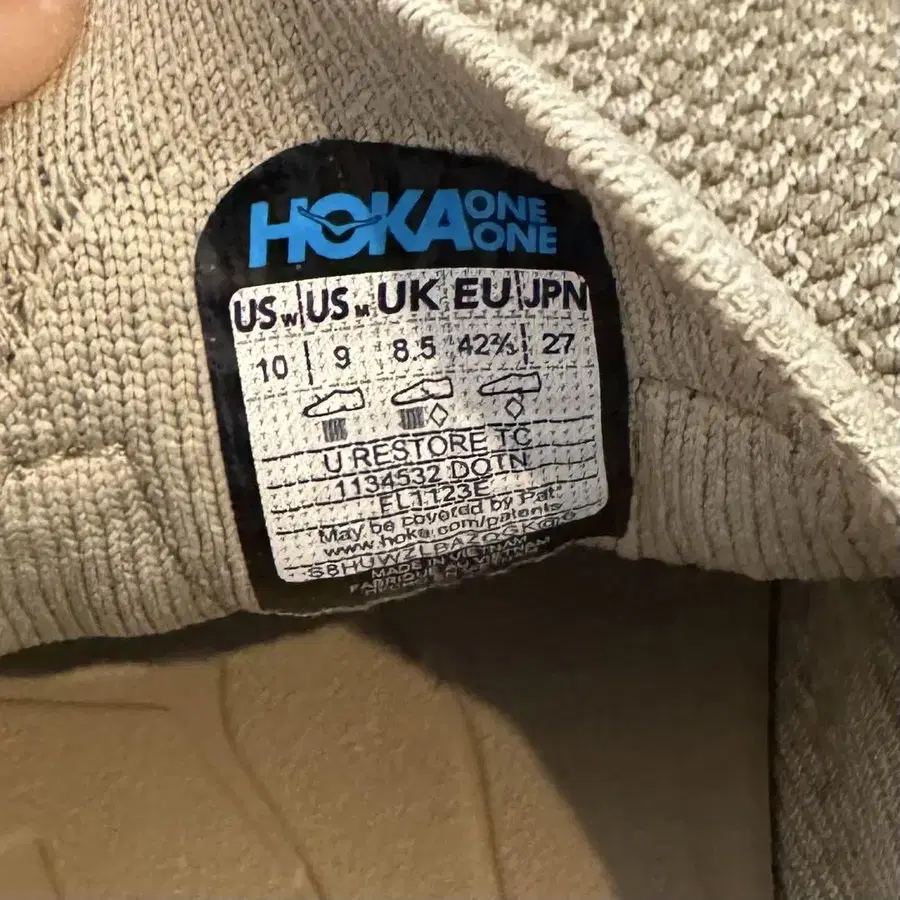 HOKA ONE ONE
US W US M UK EU JPN
10 9 8.5 42⅔ 27
U RESTORE TC
1134532 DOTN
FL1123E
May be covered by Pat.
www.hoka.com/patents
MADE IN VIETNAM